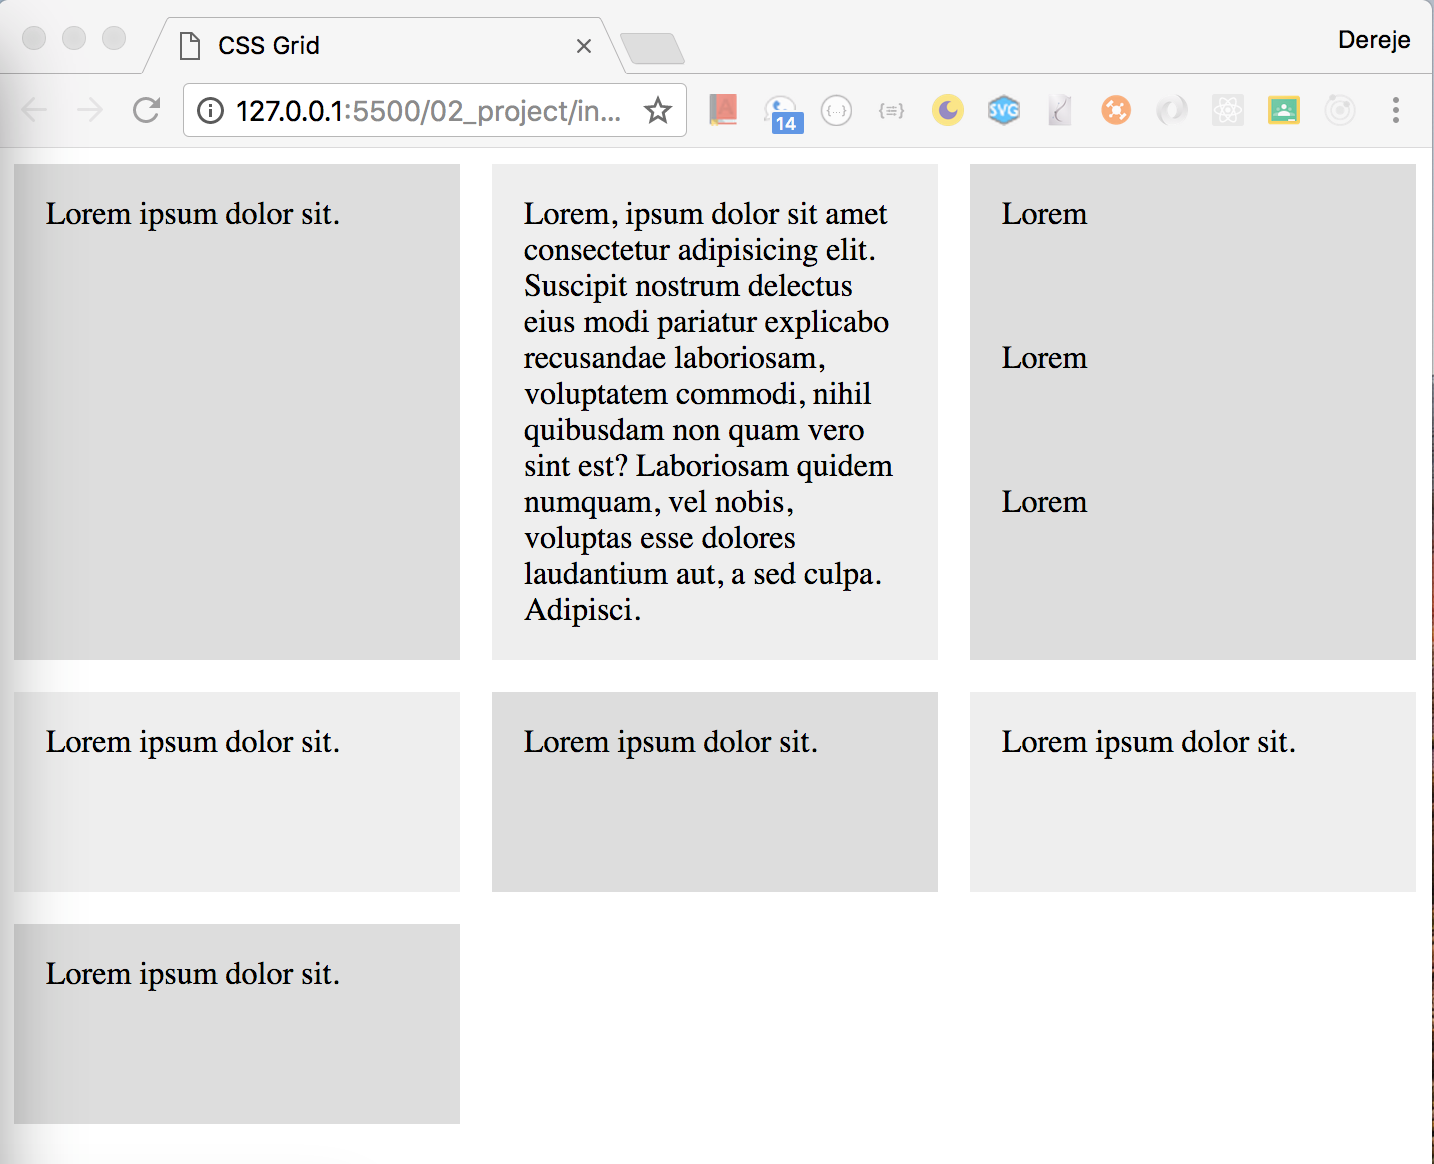 CSS Grid
Dereje
127.0.0.1:5500/02_project/in...
14
SVG
Lorem ipsum dolor sit.
Lorem, ipsum dolor sit amet
consectetur adipisicing elit.
Suscipit nostrum delectus
eius modi pariatur explicabo
recusandae laboriosam,
voluptatem commodi, nihil
quibusdam non quam vero
sint est? Laboriosam quidem
numquam, vel nobis,
voluptas esse dolores
laudantium aut, a sed culpa.
Adipisci.
Lorem
Lorem
Lorem
Lorem ipsum dolor sit.
Lorem ipsum dolor sit.
Lorem ipsum dolor sit.
Lorem ipsum dolor sit.